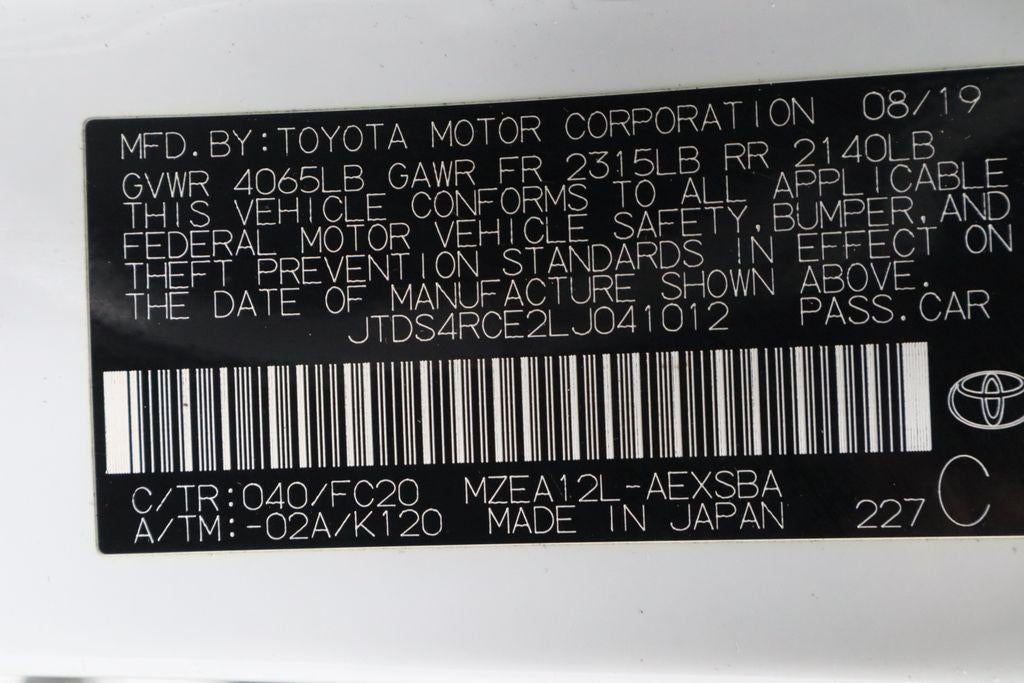 MFD. BY: TOYOTA MOTOR CORPORATION 08/19
GVWR 4065LB GAWR FR 2315LB RR 2140LB
THIS VEHICLE CONFORMS TO ALL APPLICABLE
FEDERAL MOTOR VEHICLE SAFETY, BUMPER, AND
THEFT PREVENTION STANDARDS IN EFFECT ON
THE DATE OF MANUFACTURE SHOWN ABOVE.
JTDS4RCE2LJ041012 PASS. CAR
C/TR: 040/FC20 MZEA12L-AEXSBA
A/TM: -02A/K120 MADE IN JAPAN 227 C